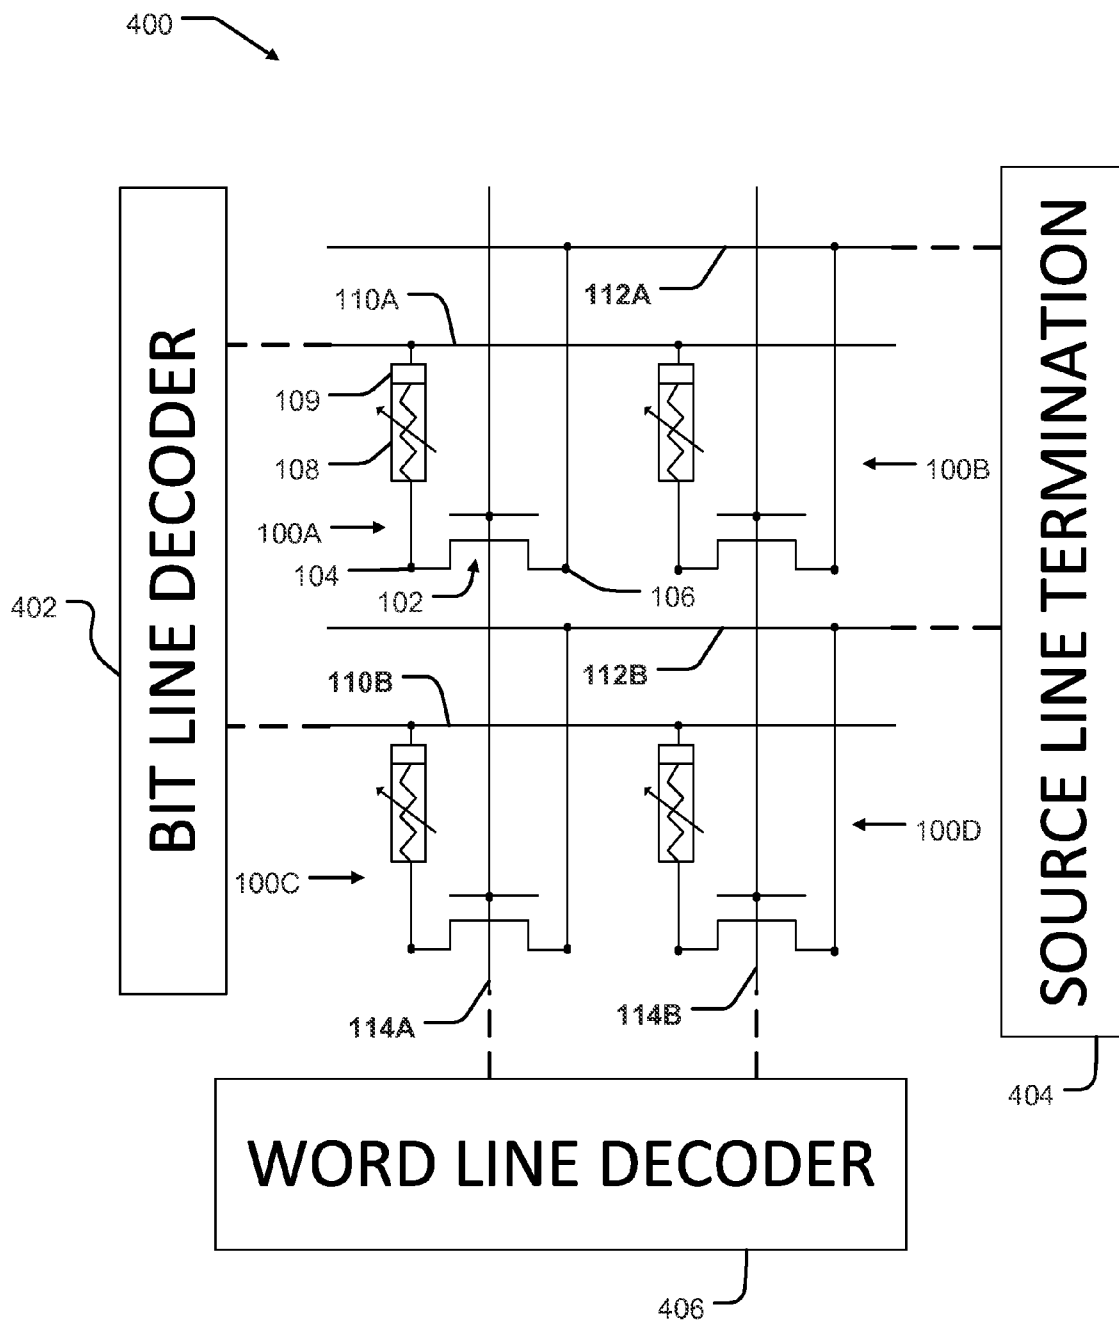 400
112A
110A
109
108
100B
100A
104
102
106
402
110B
112B
100D
100C
114A
114B
404
BIT LINE DECODER
SOURCE LINE TERMINATION
WORD LINE DECODER
406